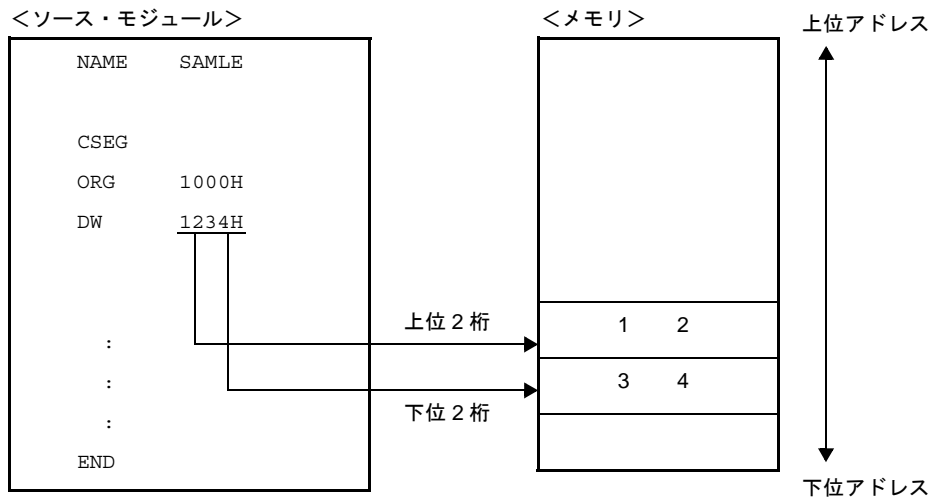 ＜ソース・モジュール＞
NAME SAMLE
CSEG
ORG 1000H
DW 1234H
:
:
:
END
上位 2 桁
下位 2 桁
＜メモリ＞
1 2
3 4
上位アドレス
下位アドレス